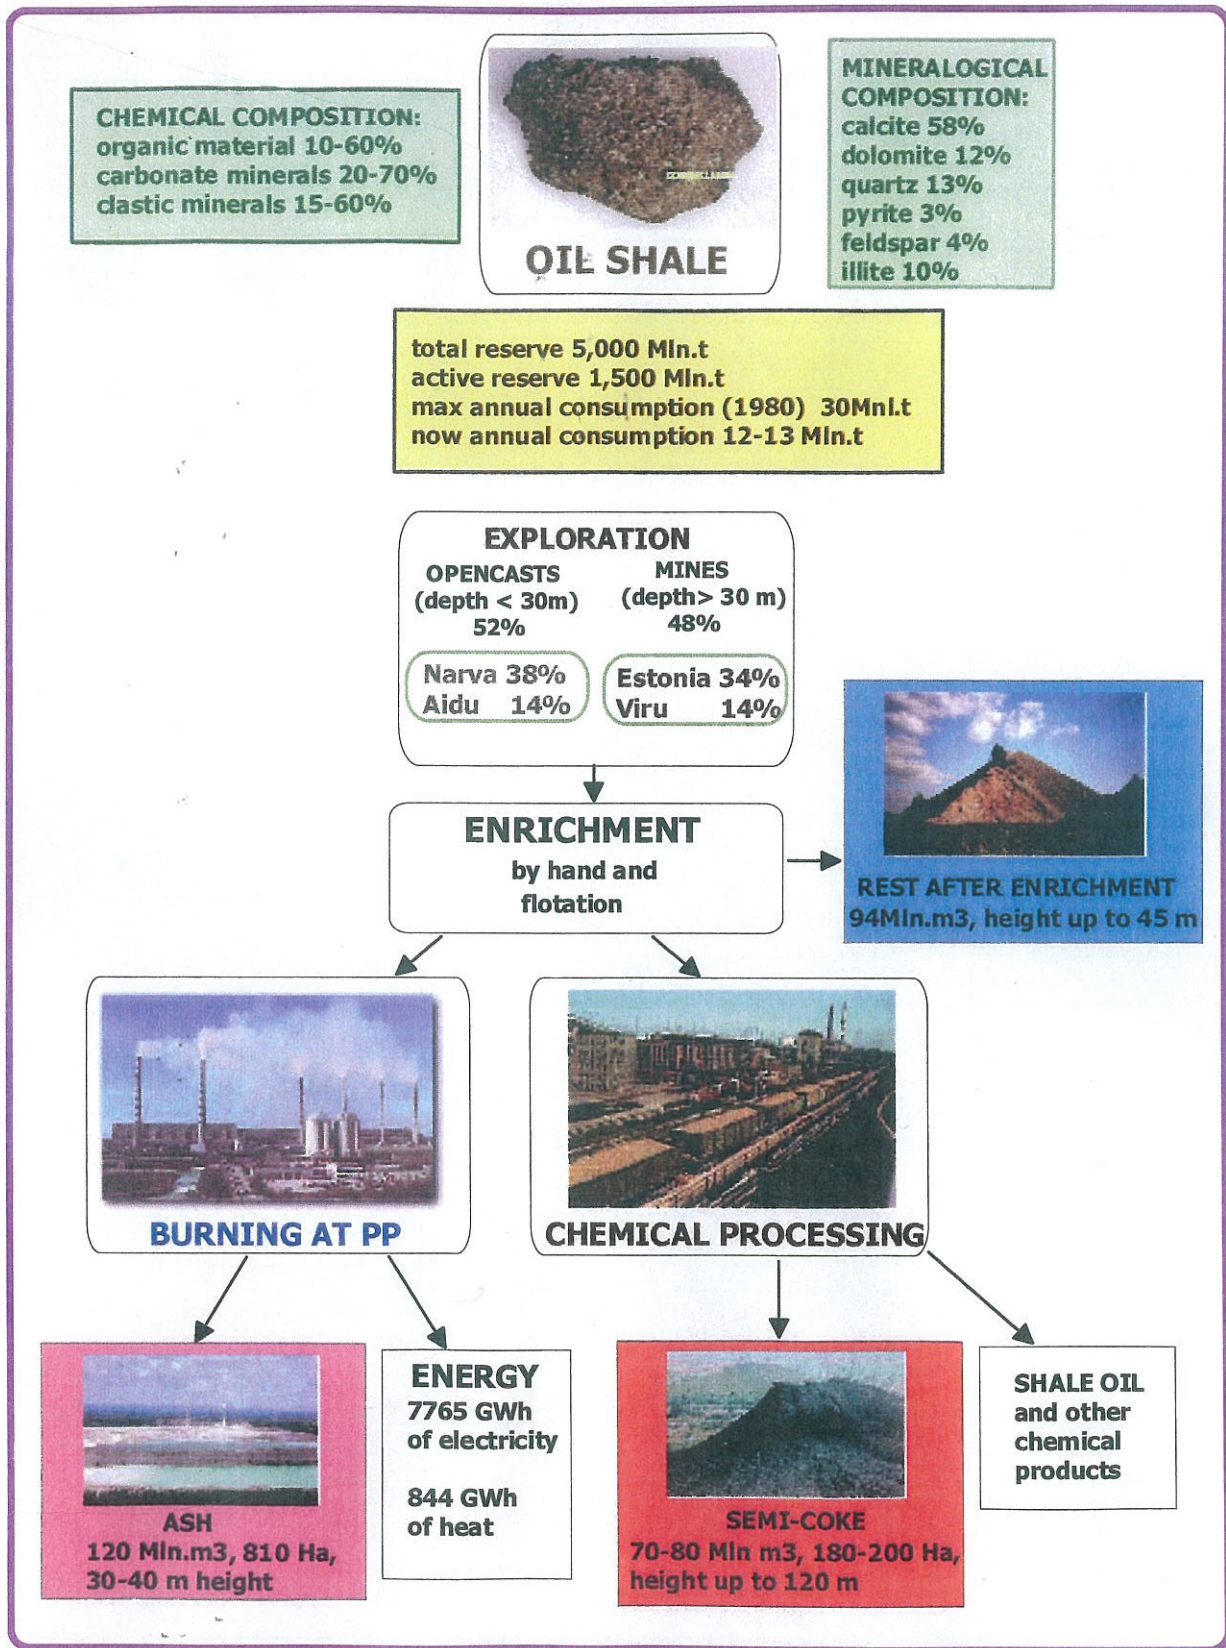 CHEMICAL COMPOSITION:
organic material 10-60%
carbonate minerals 20-70%
clastic minerals 15-60%
OIL SHALE
MINERALOGICAL
COMPOSITION:
calcite 58%
dolomite 12%
quartz 13%
pyrite 3%
feldspar 4%
illite 10%
total reserve 5,000 Mln.t
active reserve 1,500 Mln.t
max annual consumption (1980) 30Mnl.t
now annual consumption 12-13 Mln.t
EXPLORATION
OPENCASTS
(depth < 30m)
52%
Narva 38%
Aidu 14%
MINES
(depth> 30 m)
48%
Estonia 34%
Viru 14%
ENRICHMENT
by hand and
flotation
REST AFTER ENRICHMENT
94Mln.m3, height up to 45 m
BURNING AT PP
CHEMICAL PROCESSING
ASH
120 Mln.m3, 810 Ha,
30-40 m height
ENERGY
7765 GWh
of electricity
844 GWh
of heat
SEMI-COKE
70-80 Mln m3, 180-200 Ha,
height up to 120 m
SHALE OIL
and other
chemical
products